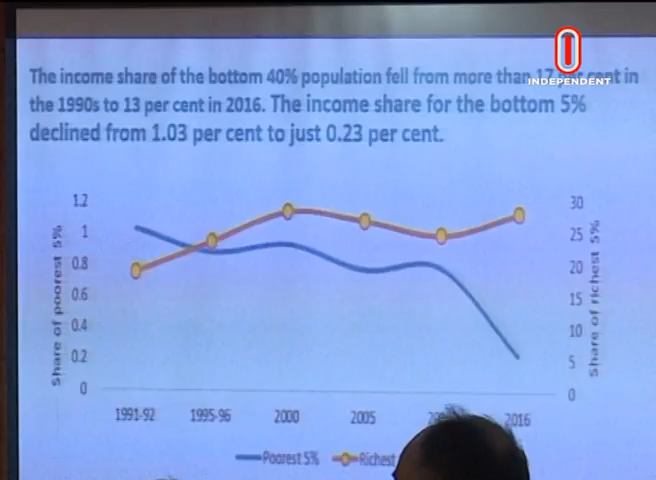 INDEPENDENT
The income share of the bottom 40% population fell from more than 17 per cent in
the 1990s to 13 per cent in 2016. The income share for the bottom 5%
declined from 1.03 per cent to just 0.23 per cent.
Share of poorest 5%
1.2
1
0.8
0.6
0.4
0.2
0
30
25
20
15
10
5
0
Share of richest 5%
1991-92 1995-96 2000 2005 2016
Poorest 5% Richest